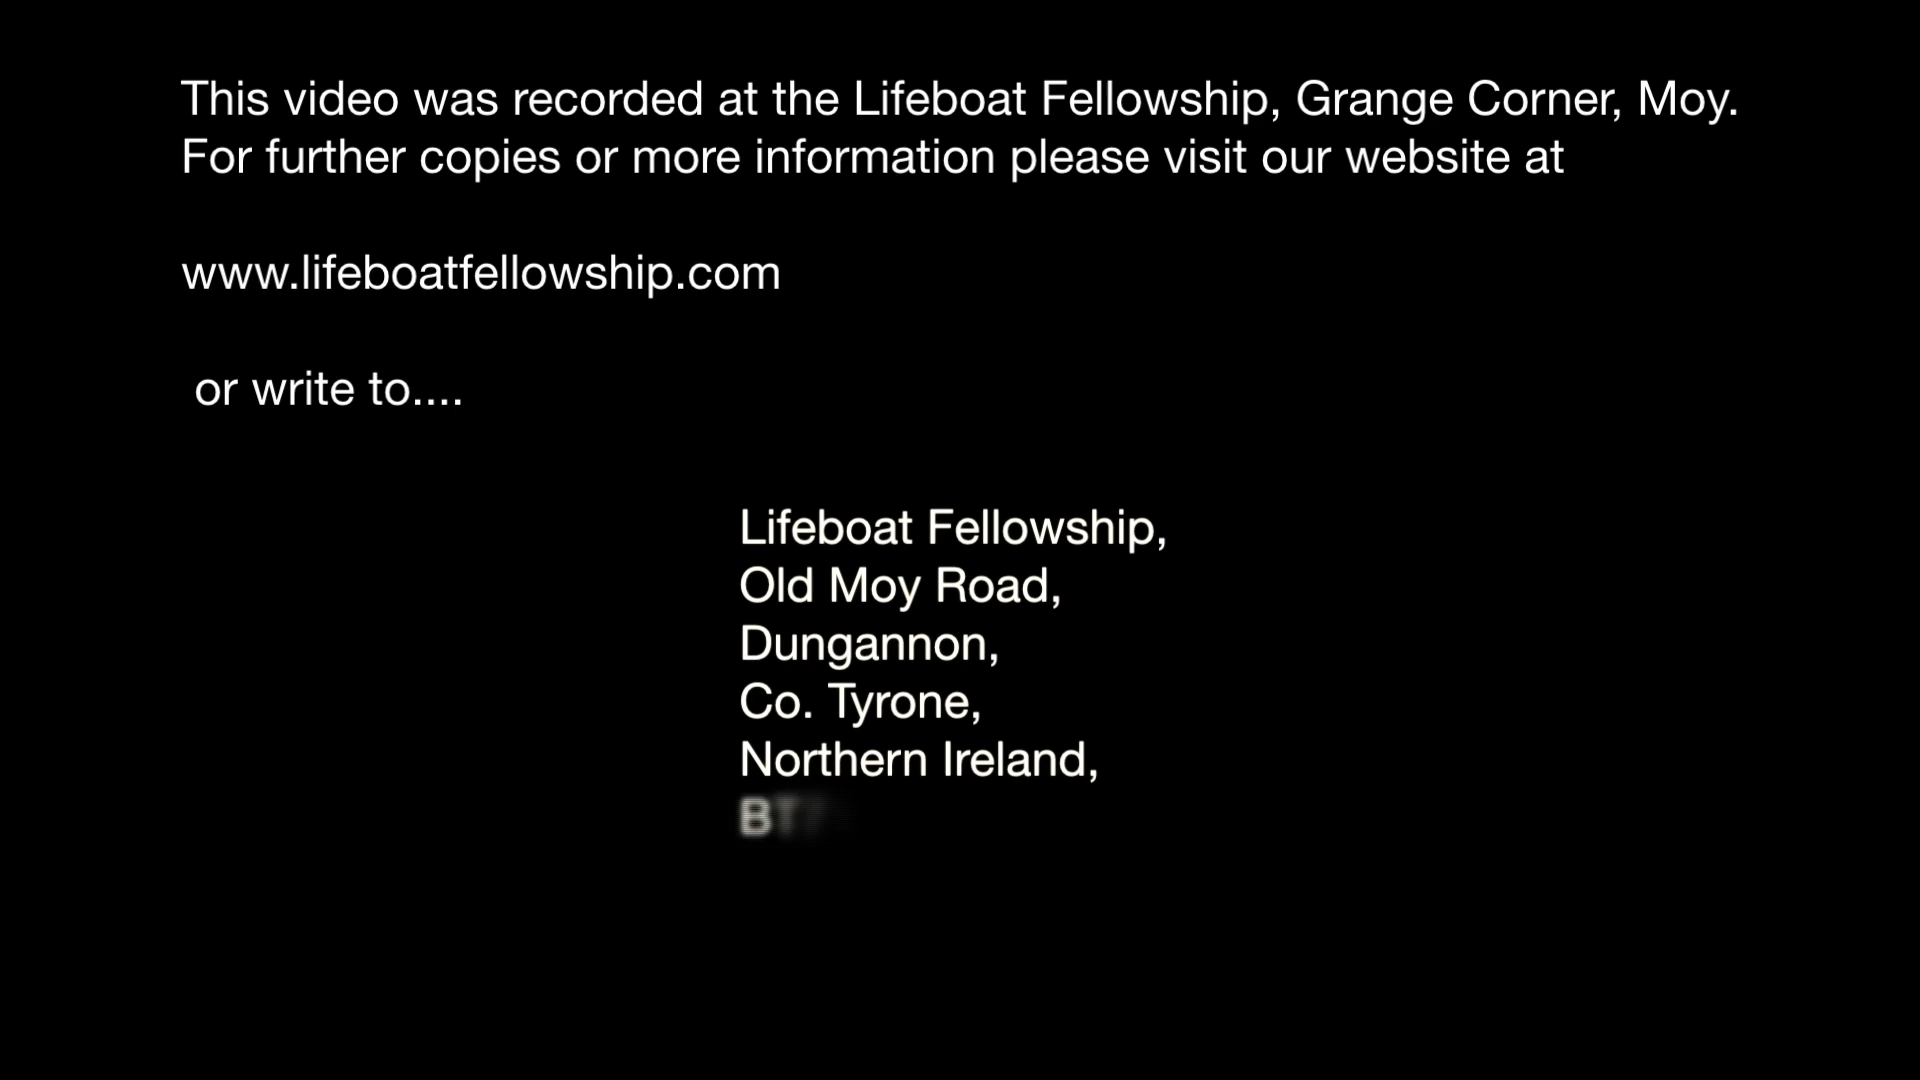 This video was recorded at the Lifeboat Fellowship, Grange Corner, Moy.
For further copies or more information please visit our website at
www.lifeboatfellowship.com
or write to....
Lifeboat Fellowship,
Old Moy Road,
Dungannon,
Co. Tyrone,
Northern Ireland,